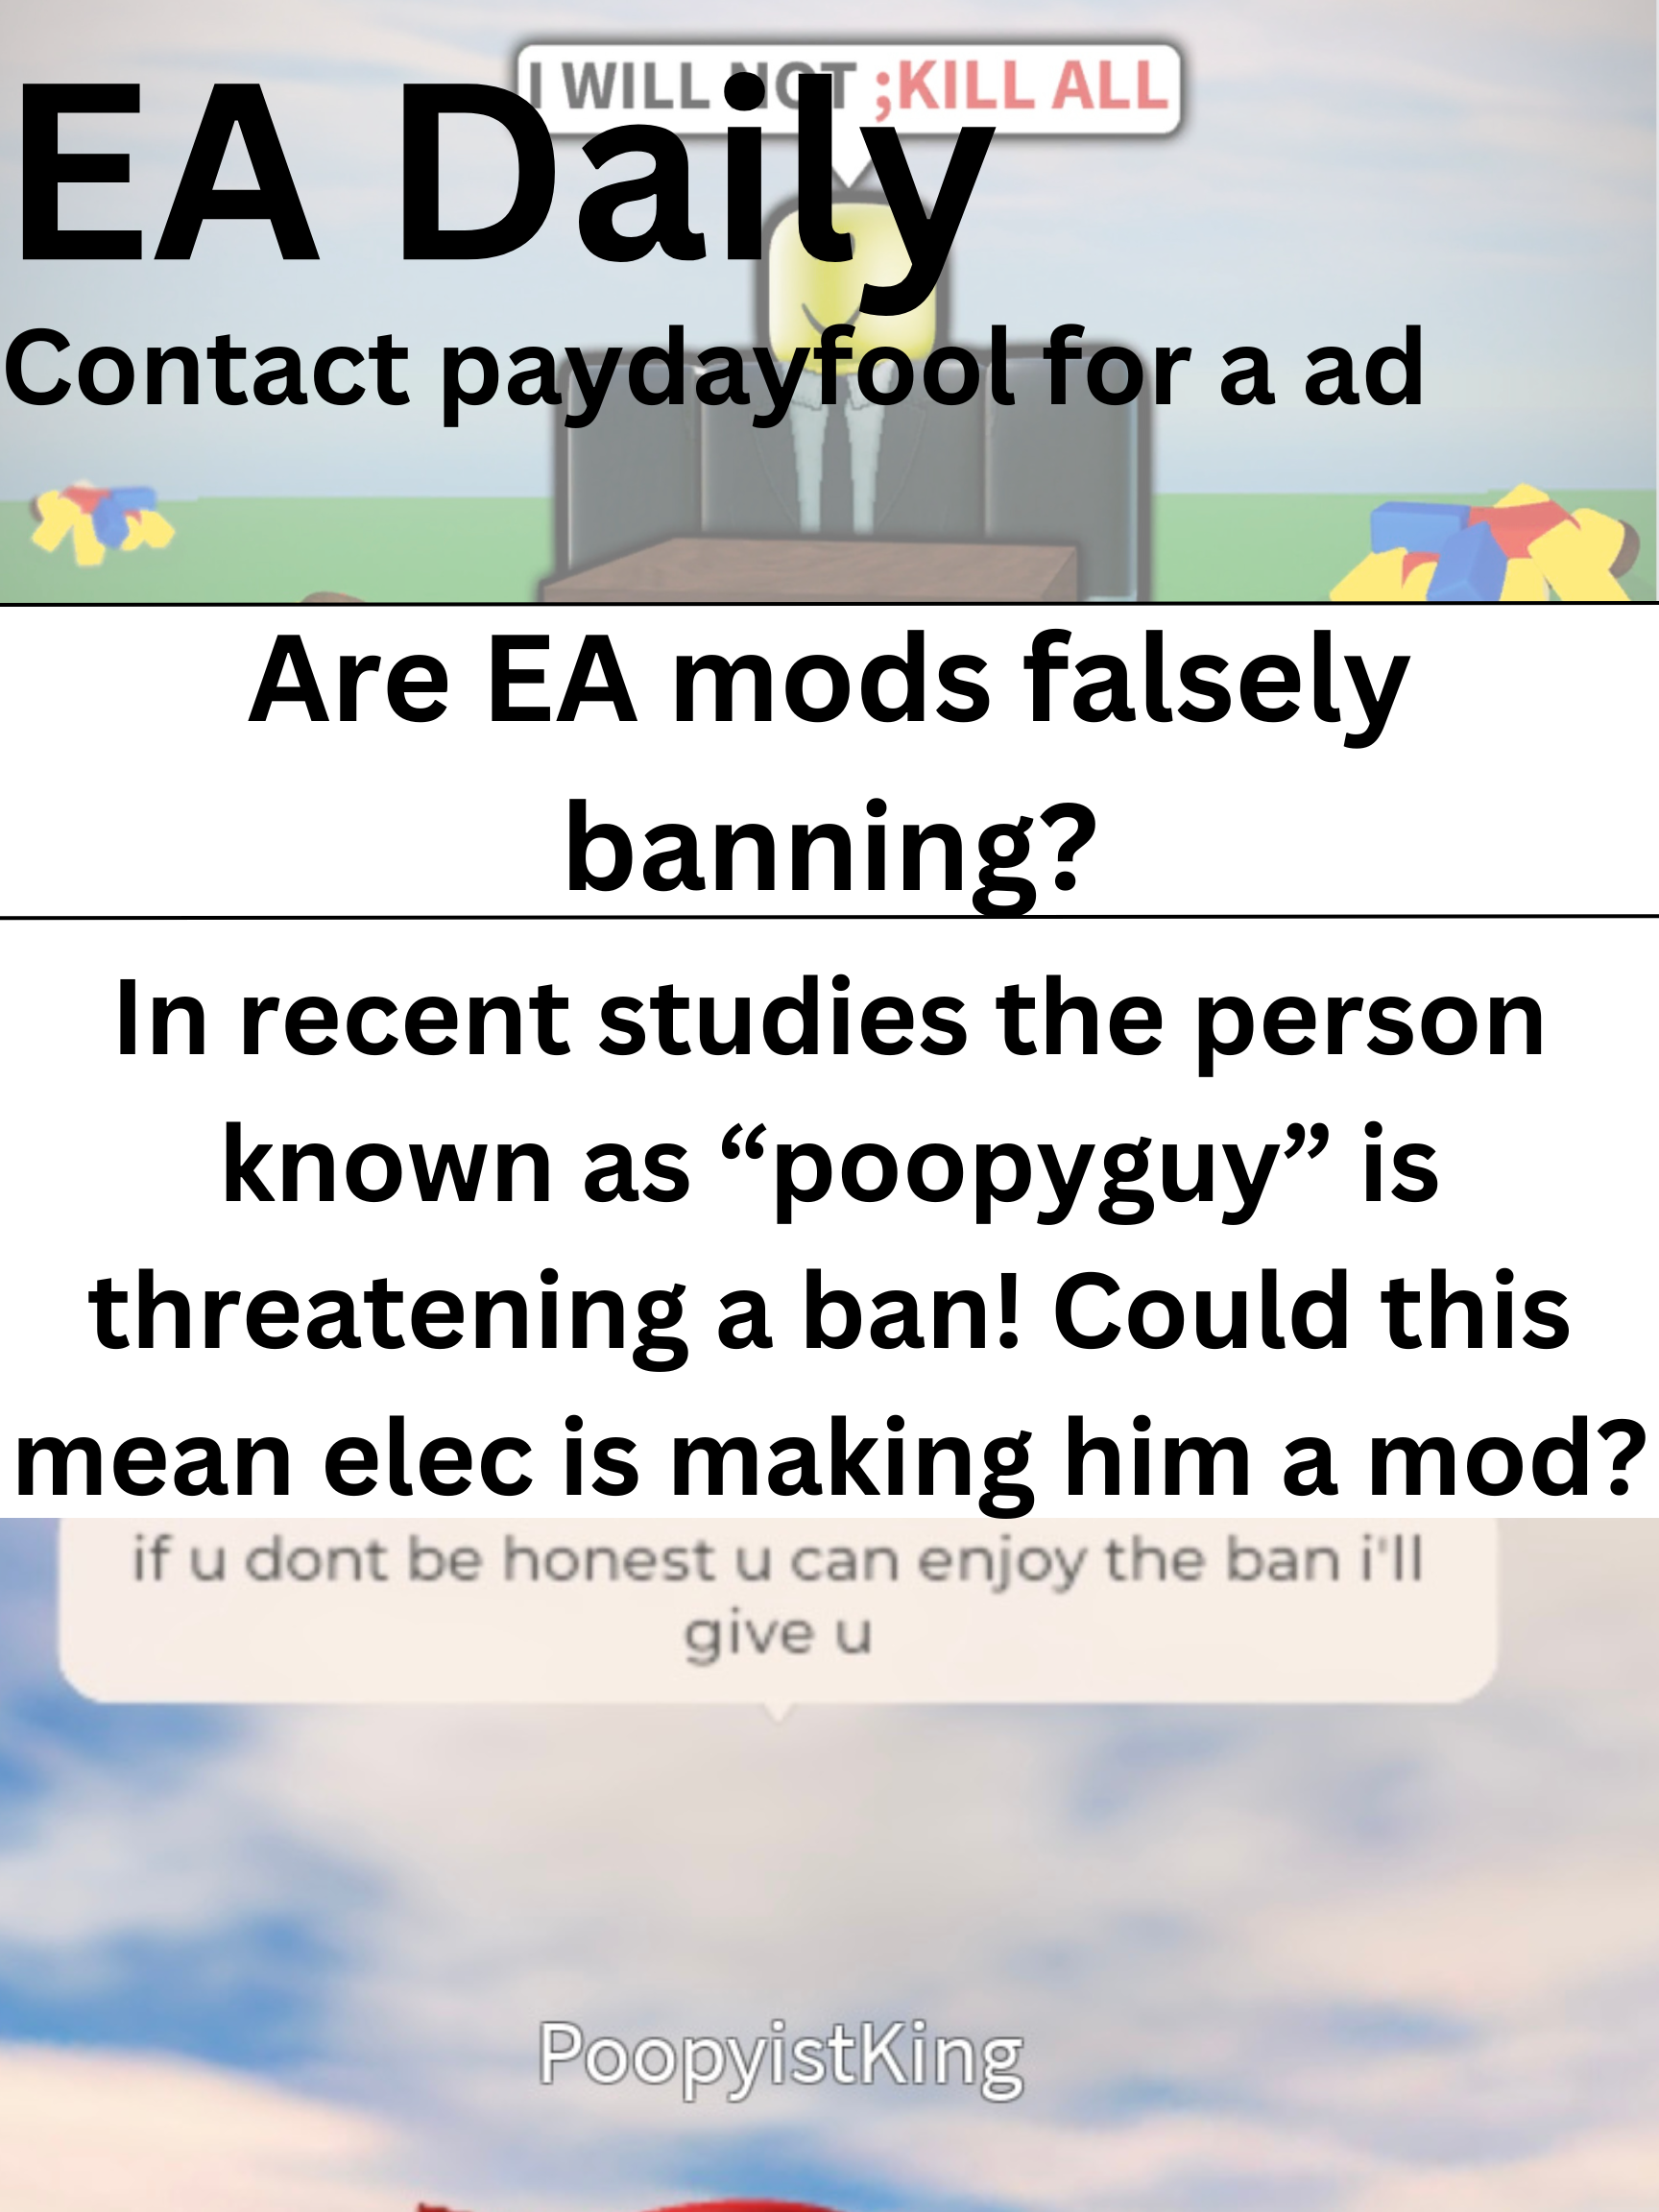 I WILL NOT ;KILL ALL
EA Daily
Contact paydayfool for a ad
Are EA mods falsely
banning?
In recent studies the person
known as “poopyguy” is
threatening a ban! Could this
mean elec is making him a mod?
if u dont be honest u can enjoy the ban i'll
give u
PoopyistKing